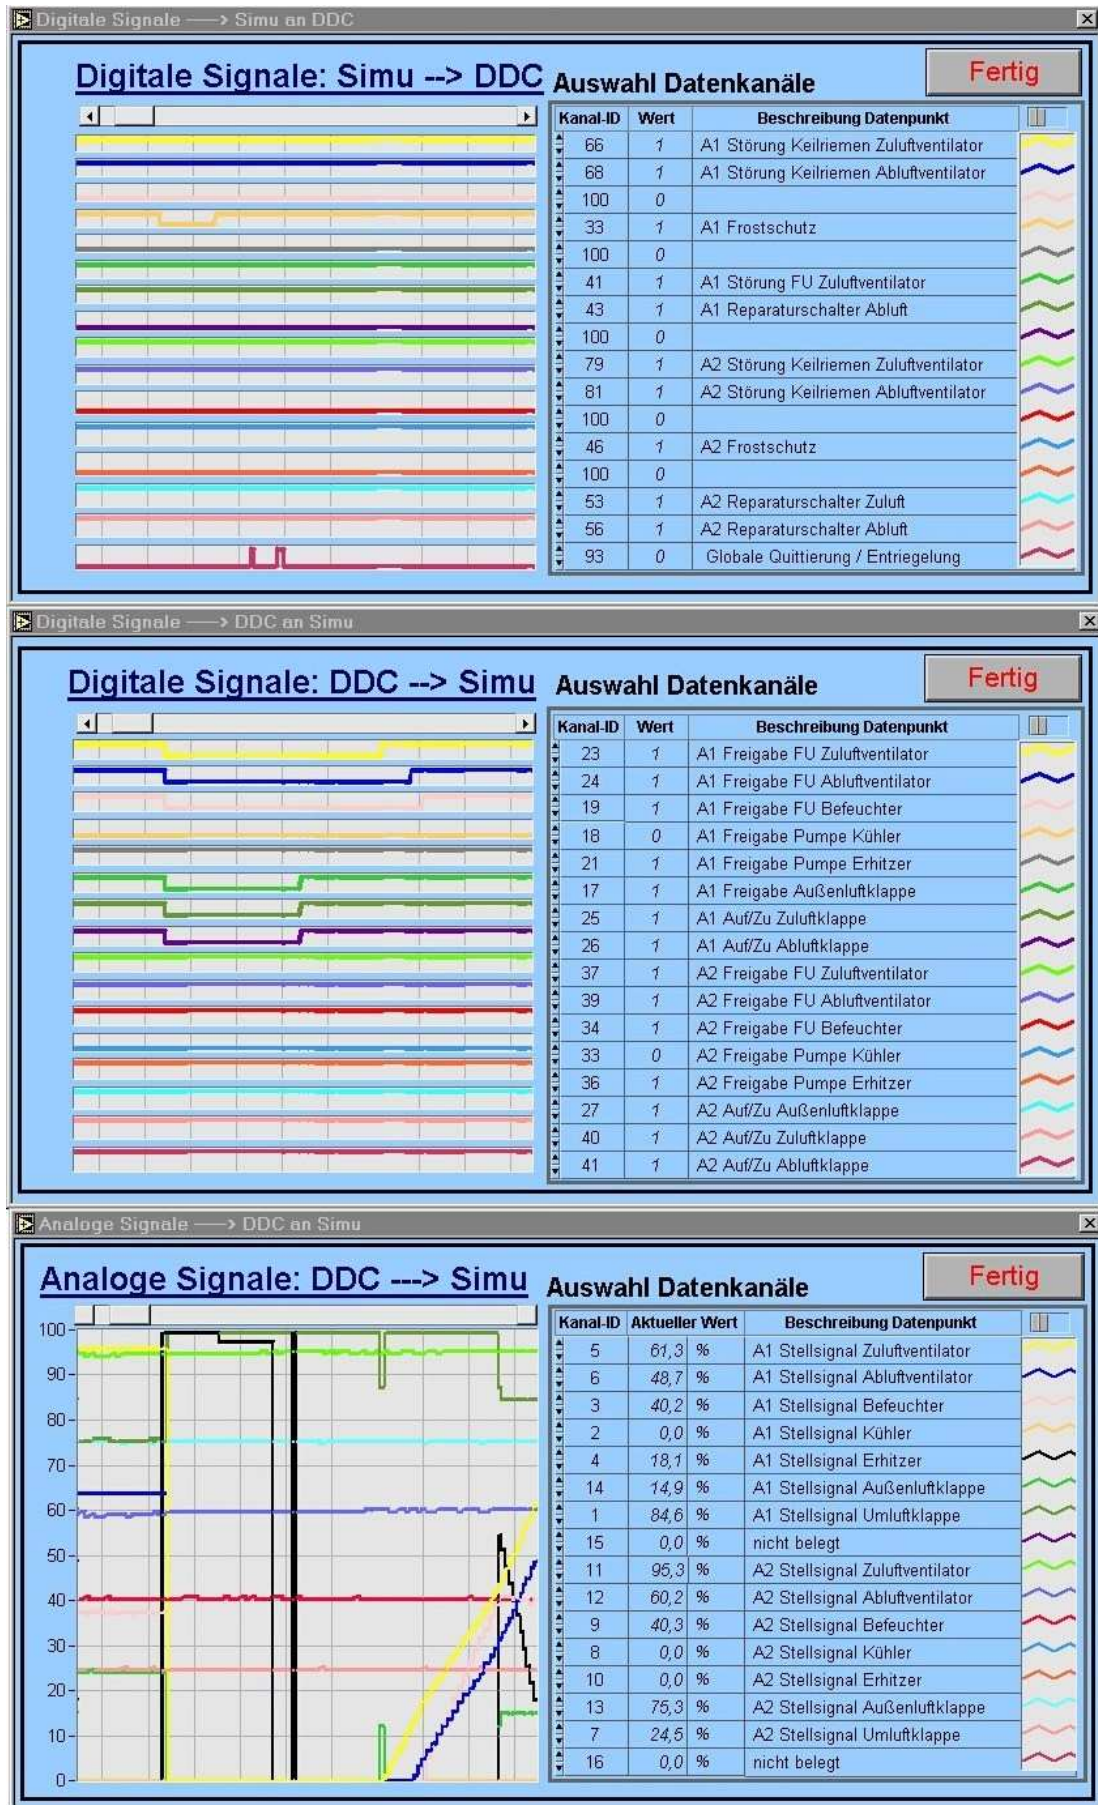 Digitale Signale ——> Simu an DDC
Digitale Signale: Simu --> DDC Auswahl Datenkanäle Fertig
Kanal-ID Wert Beschreibung Datenpunkt
66 1 A1 Störung Keilriemen Zuluftventilator
68 1 A1 Störung Keilriemen Abluftventilator
100 0
33 1 A1 Frostschutz
100 0
41 1 A1 Störung FU Zuluftventilator
43 1 A1 Reparaturschalter Abluft
100 0
79 1 A2 Störung Keilriemen Zuluftventilator
81 1 A2 Störung Keilriemen Abluftventilator
100 0
46 1 A2 Frostschutz
100 0
53 1 A2 Reparaturschalter Zuluft
56 1 A2 Reparaturschalter Abluft
93 0 Globale Quittierung / Entriegelung
Digitale Signale ——> DDC an Simu
Digitale Signale: DDC --> Simu Auswahl Datenkanäle Fertig
Kanal-ID Wert Beschreibung Datenpunkt
23 1 A1 Freigabe FU Zuluftventilator
24 1 A1 Freigabe FU Abluftventilator
19 1 A1 Freigabe FU Befeuchter
18 0 A1 Freigabe Pumpe Kühler
21 1 A1 Freigabe Pumpe Erhitzer
17 1 A1 Freigabe Außenluftklappe
25 1 A1 Auf/Zu Zuluftklappe
26 1 A1 Auf/Zu Abluftklappe
37 1 A2 Freigabe FU Zuluftventilator
39 1 A2 Freigabe FU Abluftventilator
34 1 A2 Freigabe FU Befeuchter
33 0 A2 Freigabe Pumpe Kühler
36 1 A2 Freigabe Pumpe Erhitzer
27 1 A2 Auf/Zu Außenluftklappe
40 1 A2 Auf/Zu Zuluftklappe
41 1 A2 Auf/Zu Abluftklappe
Analoge Signale ——> DDC an Simu
Analoge Signale: DDC ---> Simu Auswahl Datenkanäle Fertig
100
90
80
70
60
50
40
30
20
10
0
Kanal-ID Aktueller Wert Beschreibung Datenpunkt
5 61,3 % A1 Stellsignal Zuluftventilator
6 48,7 % A1 Stellsignal Abluftventilator
3 40,2 % A1 Stellsignal Befeuchter
2 0,0 % A1 Stellsignal Kühler
4 18,1 % A1 Stellsignal Erhitzer
14 14,9 % A1 Stellsignal Außenluftklappe
1 84,6 % A1 Stellsignal Umluftklappe
15 0,0 % nicht belegt
11 95,3 % A2 Stellsignal Zuluftventilator
12 60,2 % A2 Stellsignal Abluftventilator
9 40,3 % A2 Stellsignal Befeuchter
8 0,0 % A2 Stellsignal Kühler
10 0,0 % A2 Stellsignal Erhitzer
13 75,3 % A2 Stellsignal Außenluftklappe
7 24,5 % A2 Stellsignal Umluftklappe
16 0,0 % nicht belegt